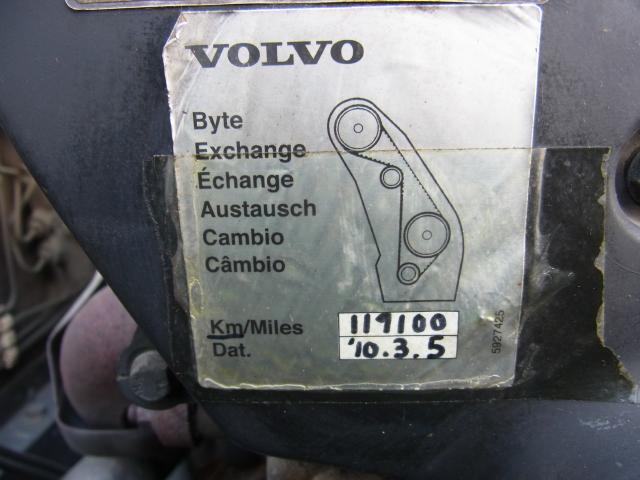 VOLVO
Byte
Exchange
Échange
Austausch
Cambio
Câmbio
Km/Miles 119100
Dat. '10.3.5
5927425